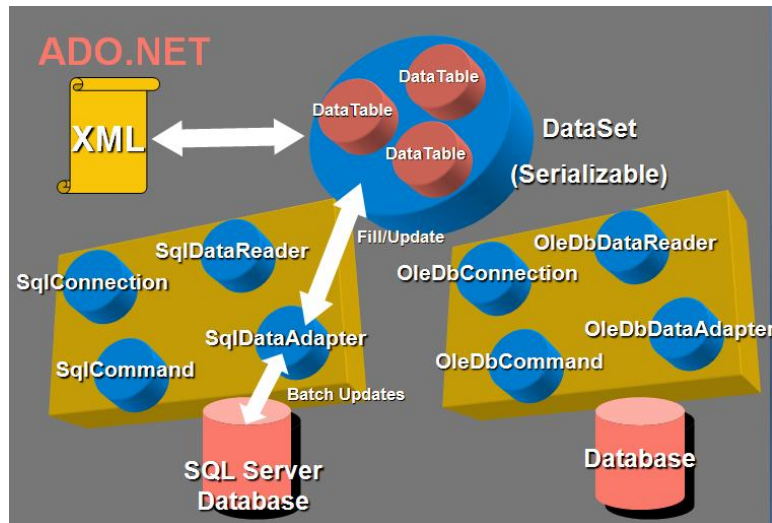 ADO.NET
XML
DataTable
DataTable
DataTable
DataSet
(Serializable)
Fill/Update
SqlDataReader
SqlConnection
SqlDataAdapter
SqlCommand
Batch Updates
SQL Server
Database
OleDbDataReader
OleDbConnection
OleDbDataAdapter
OleDbCommand
Database